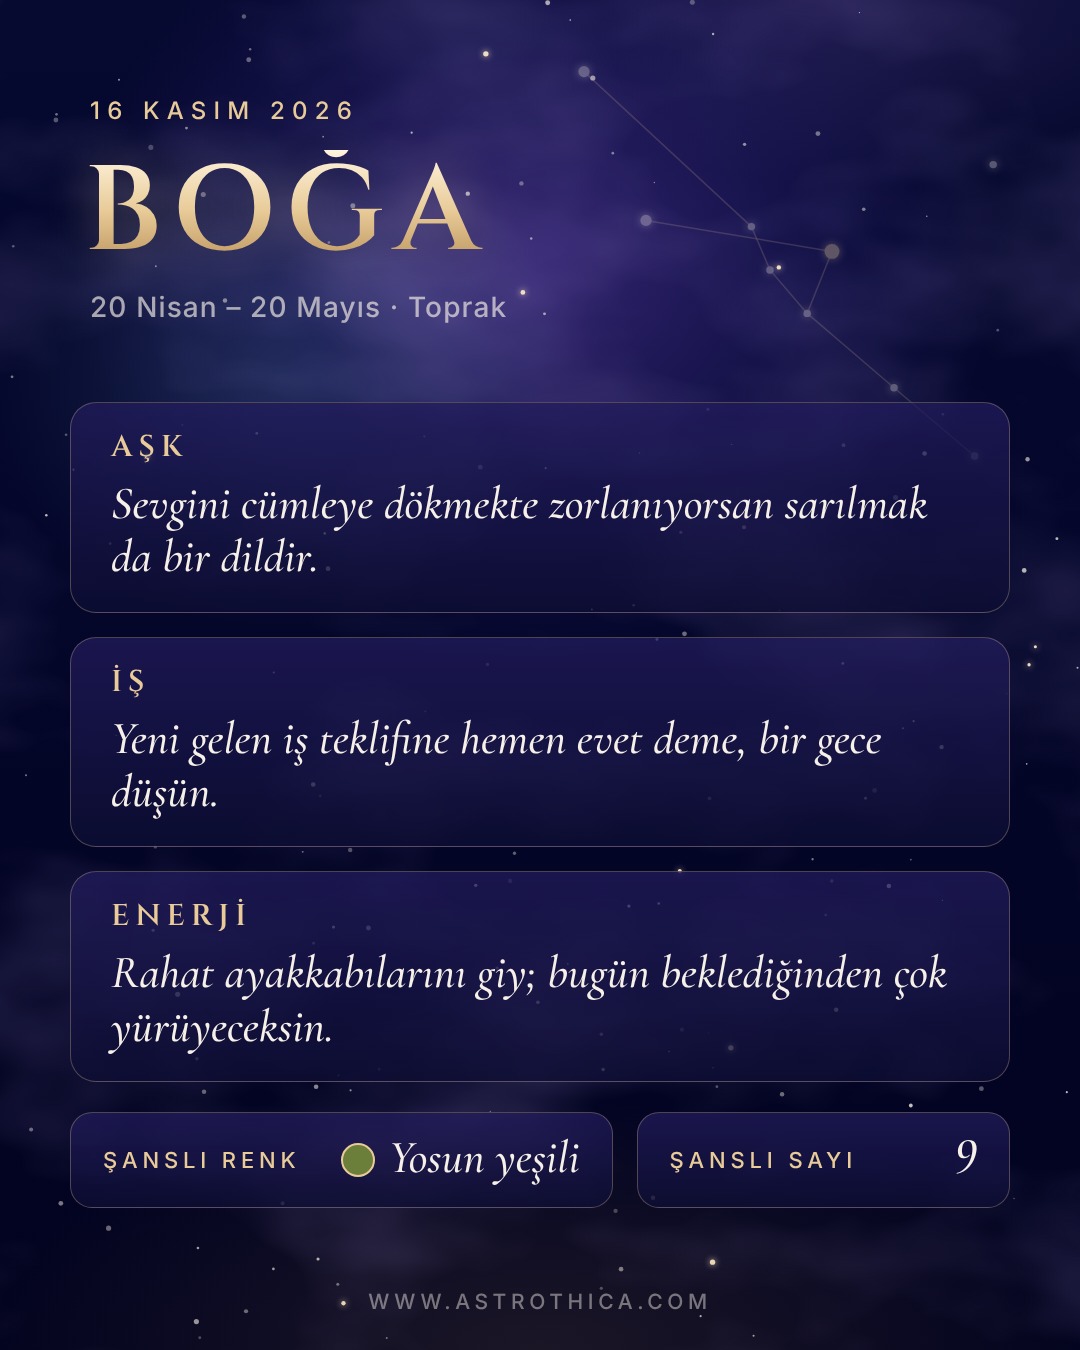 16 KASIM 2026
BOĞA
20 Nisan – 20 Mayıs · Toprak
AŞK
Sevgini cümleye dökmekte zorlanıyorsan sarılmak
da bir dildir.
İŞ
Yeni gelen iş teklifine hemen evet deme, bir gece
düşün.
ENERJİ
Rahat ayakkabılarını giy; bugün beklediğinden çok
yürüyeceksin.
ŞANSLI RENK Yosun yeşili
ŞANSLI SAYI 9
WWW.ASTROTHICA.COM